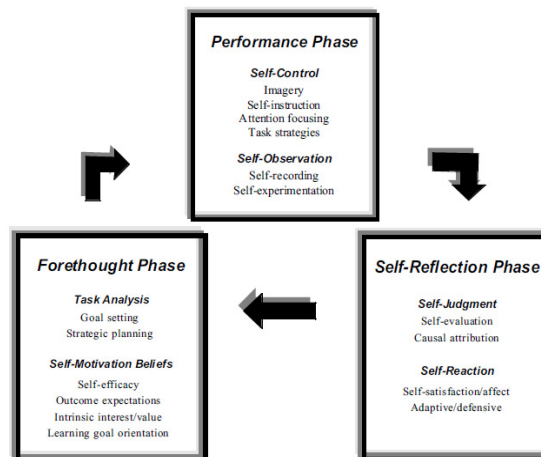 Performance Phase
Self-Control
Imagery
Self-instruction
Attention focusing
Task strategies
Self-Observation
Self-recording
Self-experimentation
Forethought Phase
Task Analysis
Goal setting
Strategic planning
Self-Motivation Beliefs
Self-efficacy
Outcome expectations
Intrinsic interest/value
Learning goal orientation
Self-Reflection Phase
Self-Judgment
Self-evaluation
Causal attribution
Self-Reaction
Self-satisfaction/affect
Adaptive/defensive